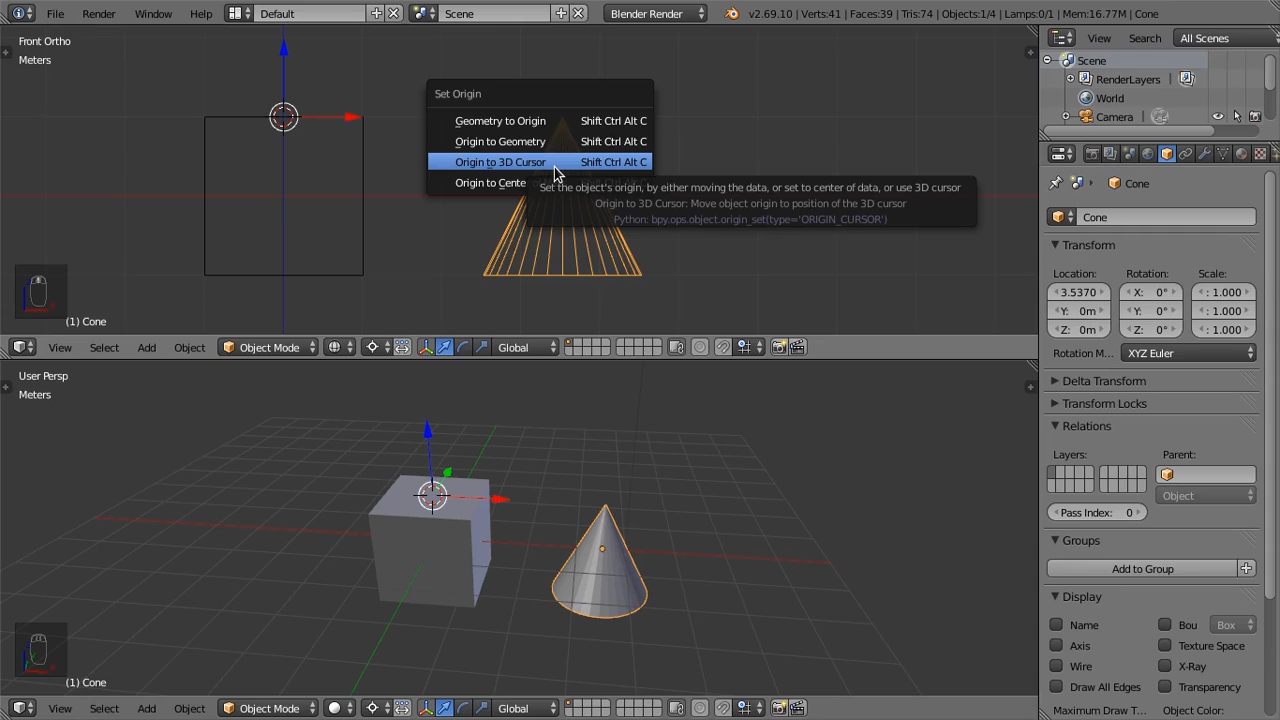 File Render Window Help Default Scene Blender Render v2.69.10 | Verts:41 | Faces:39 | Tris:74 | Objects:1/4 | Lamps:0/1 | Mem:16.77M | Cone
Front Ortho
Meters
Set Origin
Geometry to Origin Shift Ctrl Alt C
Origin to Geometry Shift Ctrl Alt C
Origin to 3D Cursor Shift Ctrl Alt C
Origin to Cente
Set the object's origin, by either moving the data, or set to center of data, or use 3D cursor
Origin to 3D Cursor: Move object origin to position of the 3D cursor
Python: bpy.ops.object.origin_set(type='ORIGIN_CURSOR')
(1) Cone
View Select Add Object Object Mode Global
User Persp
Meters
(1) Cone
View Select Add Object Object Mode Global
View Search All Scenes
Scene
RenderLayers
World
Camera
Cone
Cone
Transform
Location: Rotation: Scale:
3.5370 X: 0° : 1.000
Y: 0m Y: 0° : 1.000
Z: 0m Z: 0° : 1.000
Rotation M... XYZ Euler
Delta Transform
Transform Locks
Relations
Layers: Parent:
Object
Pass Index: 0
Groups
Add to Group
Display
Name Bou Box
Axis Texture Space
Wire X-Ray
Draw All Edges Transparency
Maximum Draw T... Object Color: